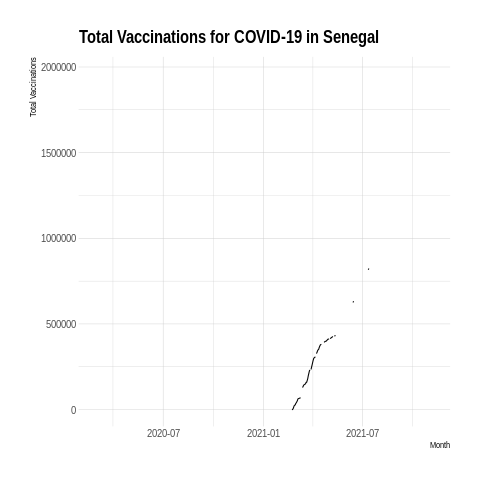 Total Vaccinations for COVID-19 in Senegal
Total Vaccinations
2000000
1500000
1000000
500000
0
2020-07 2021-01 2021-07
Month